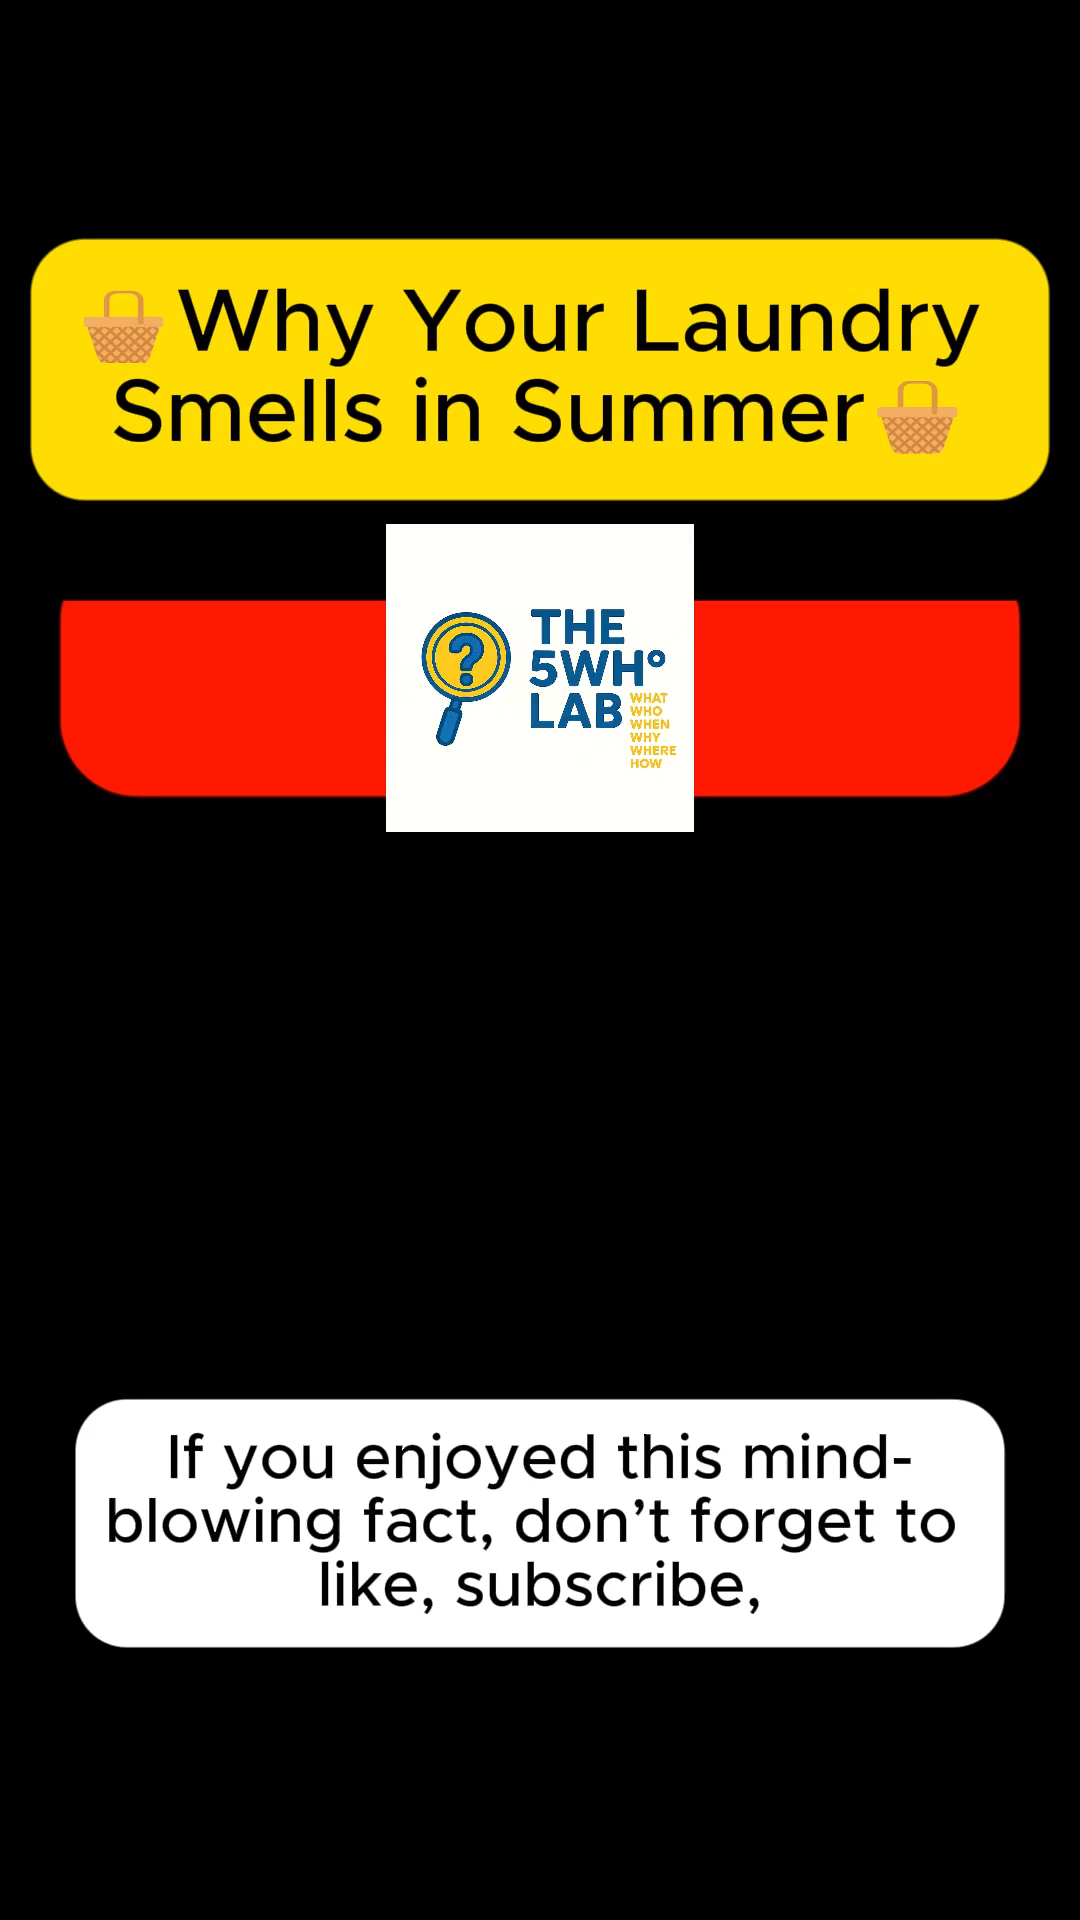 🧺Why Your Laundry
Smells in Summer🧺
?
THE
5WH°
LAB
WHAT
WHO
WHEN
WHY
WHERE
HOW
If you enjoyed this mind-
blowing fact, don’t forget to
like, subscribe,